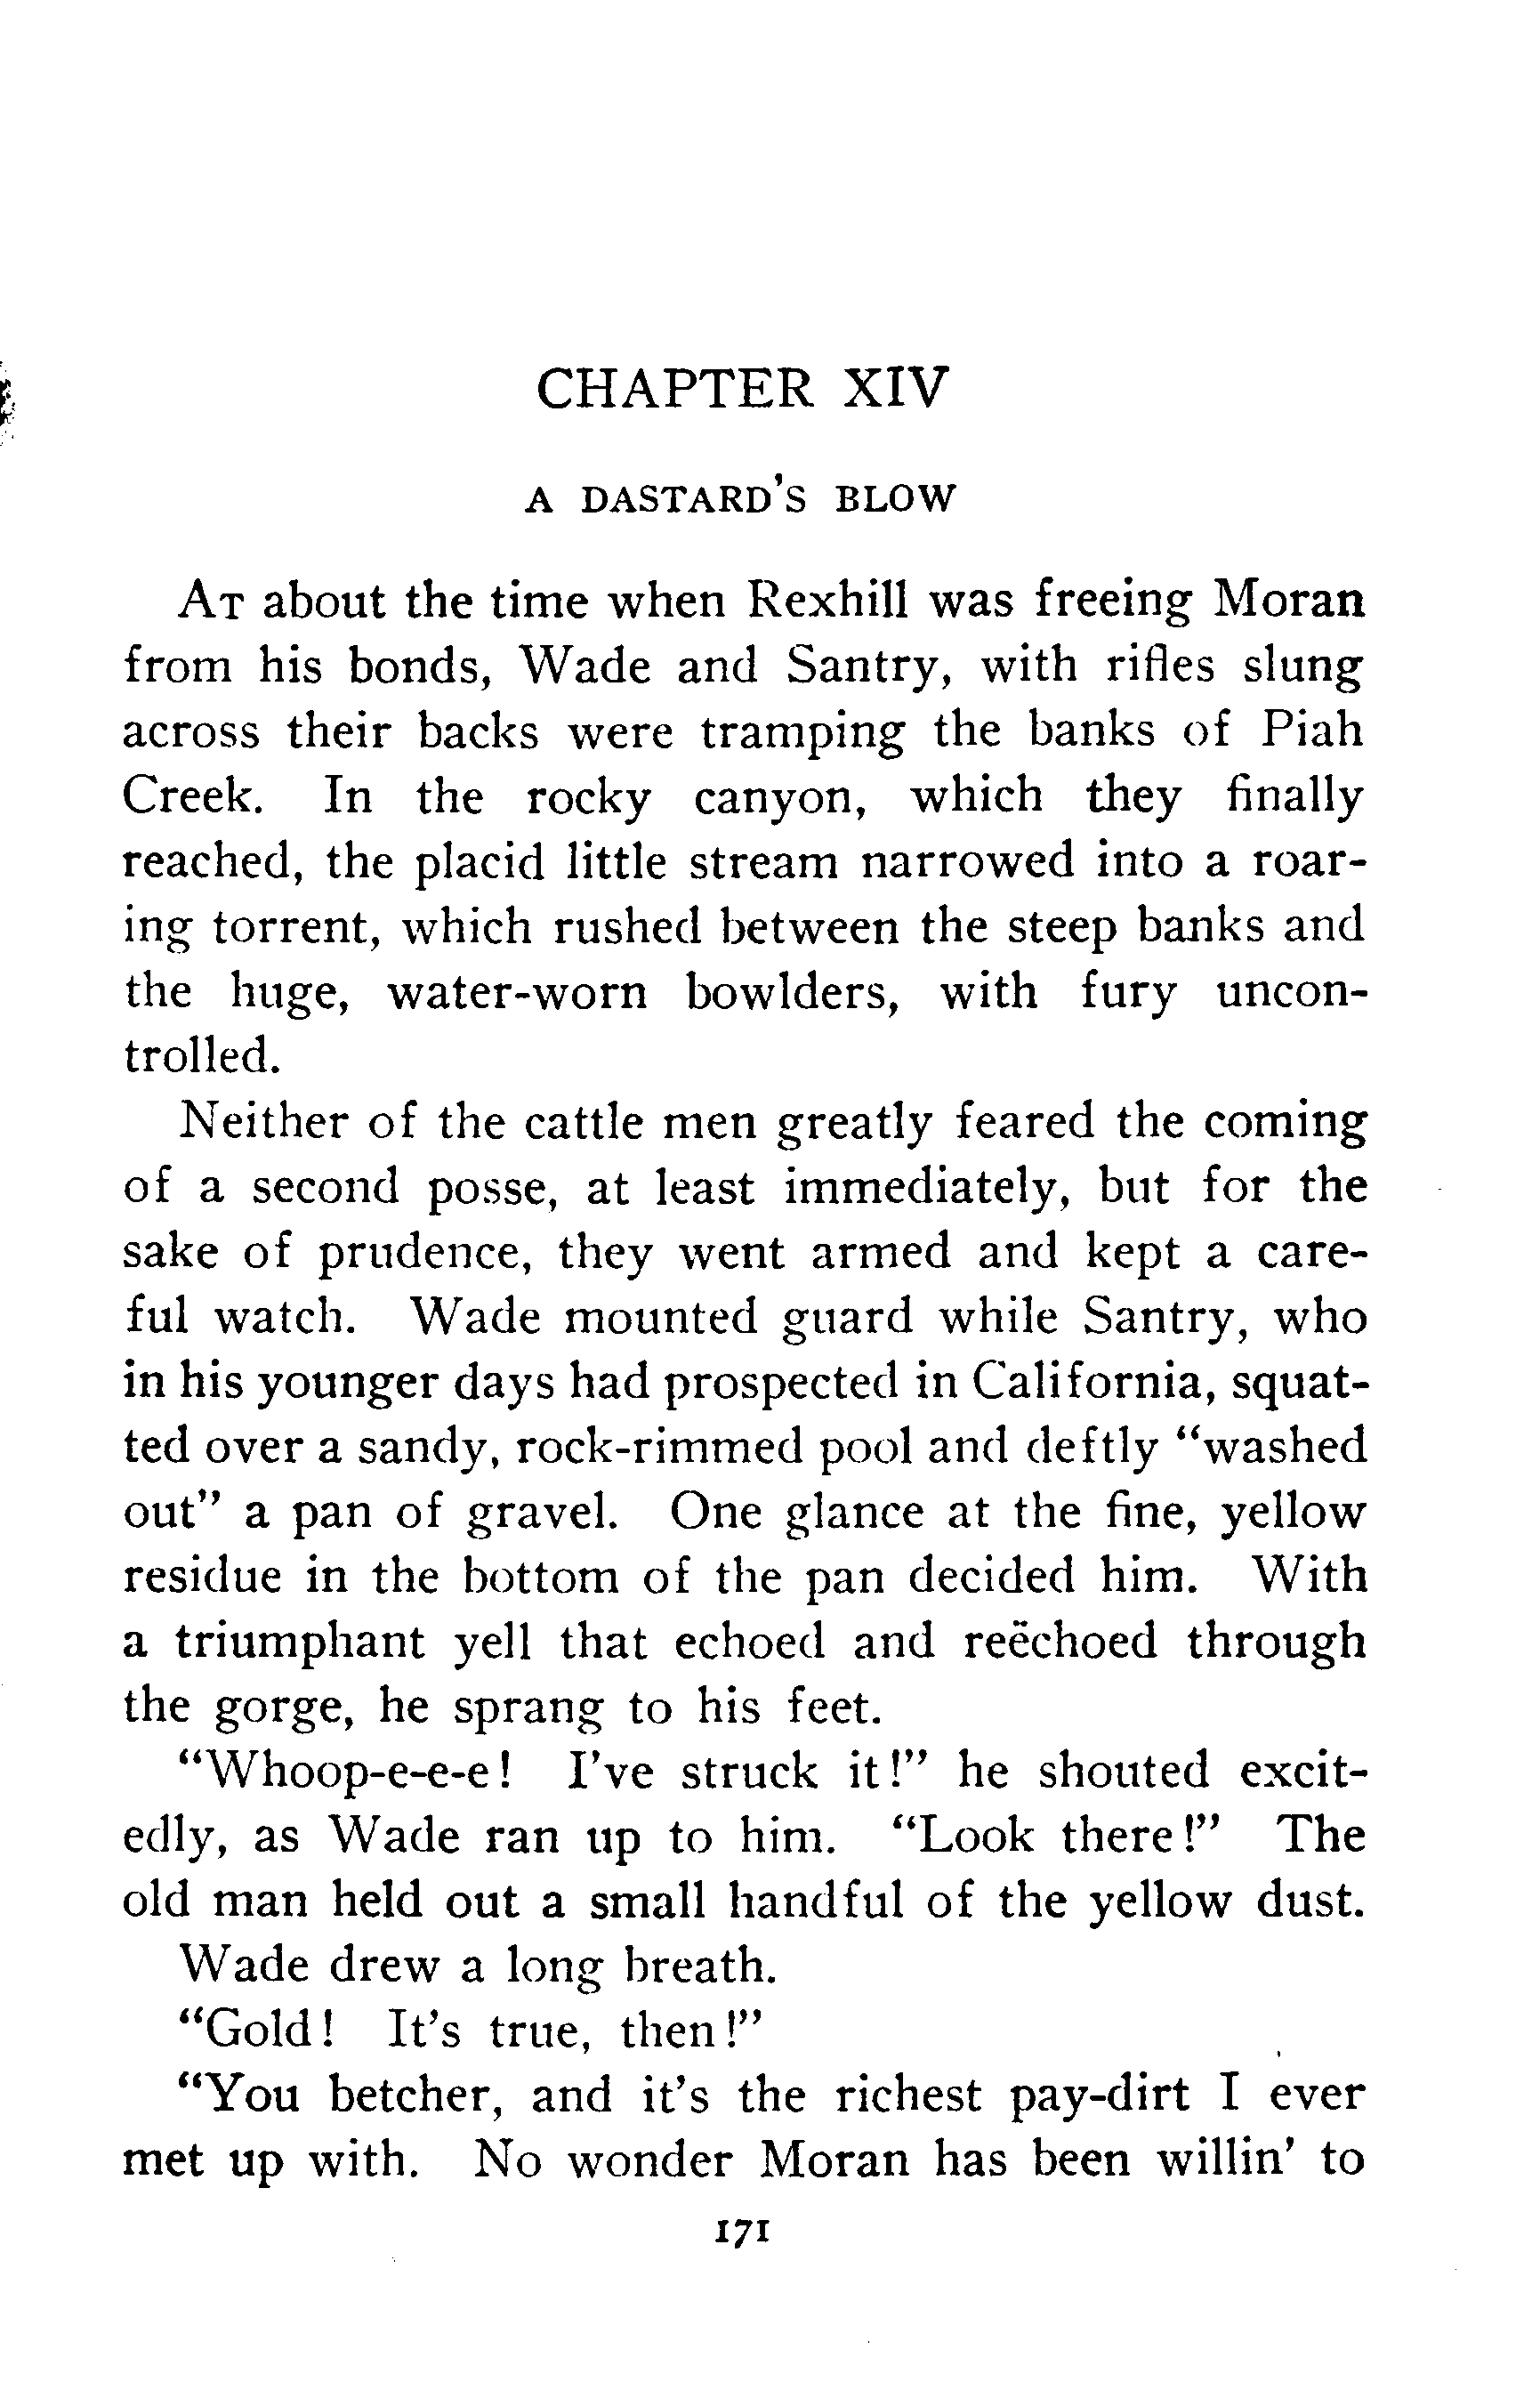 CHAPTER XIV
A DASTARD'S BLOW
At about the time when Rexhill was freeing Moran
from his bonds, Wade and Santry, with rifles slung
across their backs were tramping the banks of Piah
Creek. In the rocky canyon, which they finally
reached, the placid little stream narrowed into a roar-
ing torrent, which rushed between the steep banks and
the huge, water-worn bowlders, with fury uncon-
trolled.
Neither of the cattle men greatly feared the coming
of a second posse, at least immediately, but for the
sake of prudence, they went armed and kept a care-
ful watch. Wade mounted guard while Santry, who
in his younger days had prospected in California, squat-
ted over a sandy, rock-rimmed pool and deftly "washed
out" a pan of gravel. One glance at the fine, yellow
residue in the bottom of the pan decided him. With
a triumphant yell that echoed and reëchoed through
the gorge, he sprang to his feet.
"Whoop-e-e-e! I've struck it!" he shouted excit-
edly, as Wade ran up to him. "Look there!" The
old man held out a small handful of the yellow dust.
Wade drew a long breath.
"Gold! It's true, then!"
"You betcher, and it's the richest pay-dirt I ever
met up with. No wonder Moran has been willin' to
171